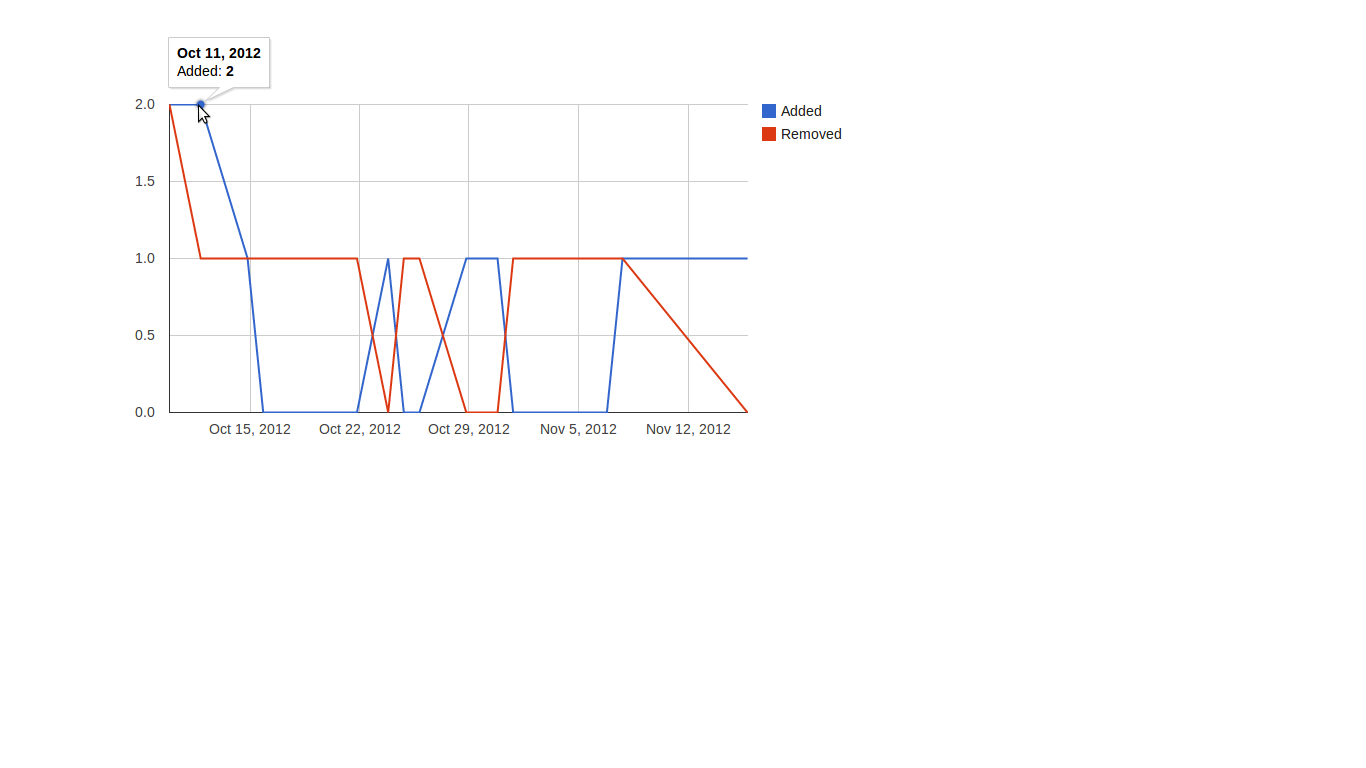 Oct 11, 2012
Added: 2
2.0
1.5
1.0
0.5
0.0
Oct 15, 2012
Oct 22, 2012
Oct 29, 2012
Nov 5, 2012
Nov 12, 2012
Added
Removed